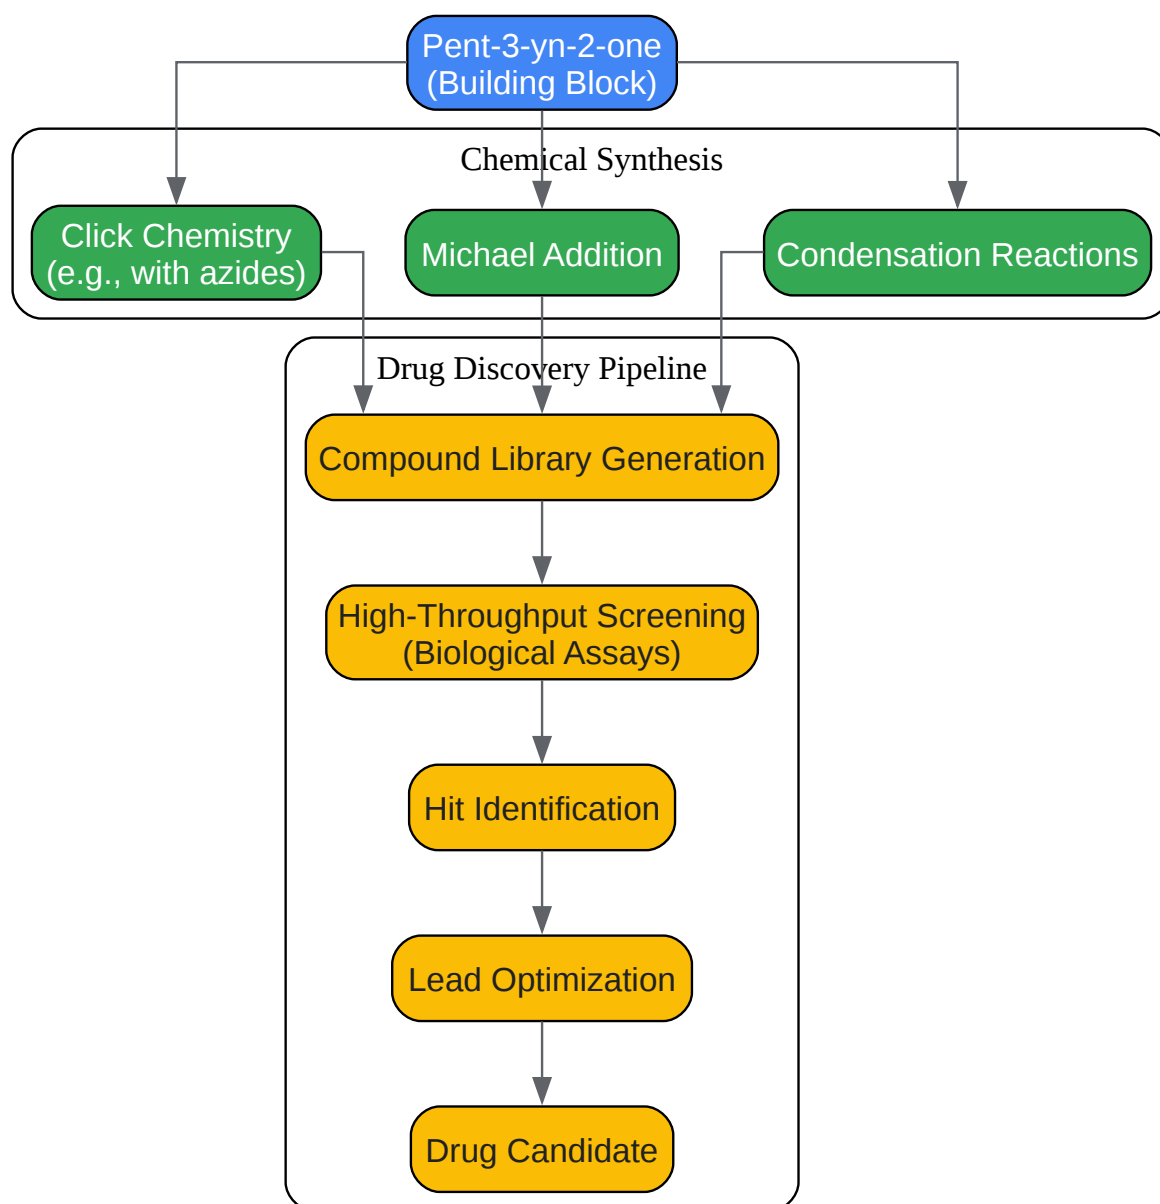 Pent-3-yn-2-one
(Building Block)
Chemical Synthesis
Click Chemistry
(e.g., with azides)
Michael Addition
Condensation Reactions
Drug Discovery Pipeline
Compound Library Generation
High-Throughput Screening
(Biological Assays)
Hit Identification
Lead Optimization
Drug Candidate